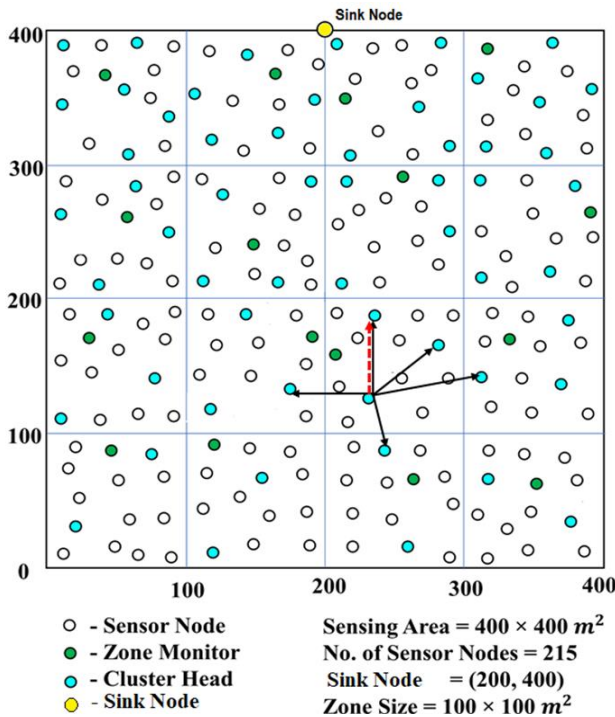 Sink Node
400
300
200
100
0
100
200
300
400
- Sensor Node
- Zone Monitor
- Cluster Head
- Sink Node
Sensing Area = 400 × 400 m²
No. of Sensor Nodes = 215
Sink Node = (200, 400)
Zone Size = 100 × 100 m²